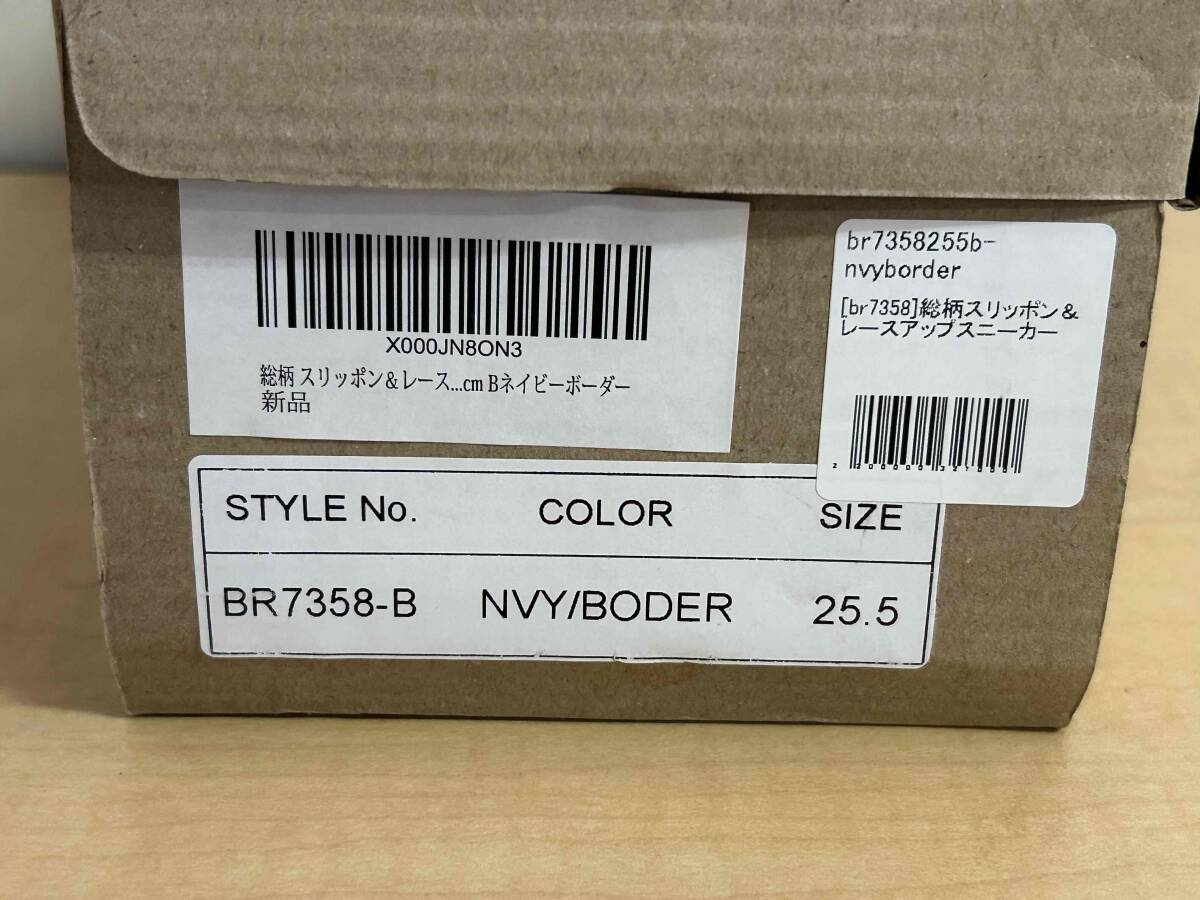 X000JN8ON3
総柄 スリッポン＆レース...cm Bネイビーボーダー
新品
br7358255b-
nvyborder
[br7358]総柄スリッポン＆
レースアップスニーカー
STYLE No. COLOR SIZE
BR7358-B NVY/BODER 25.5